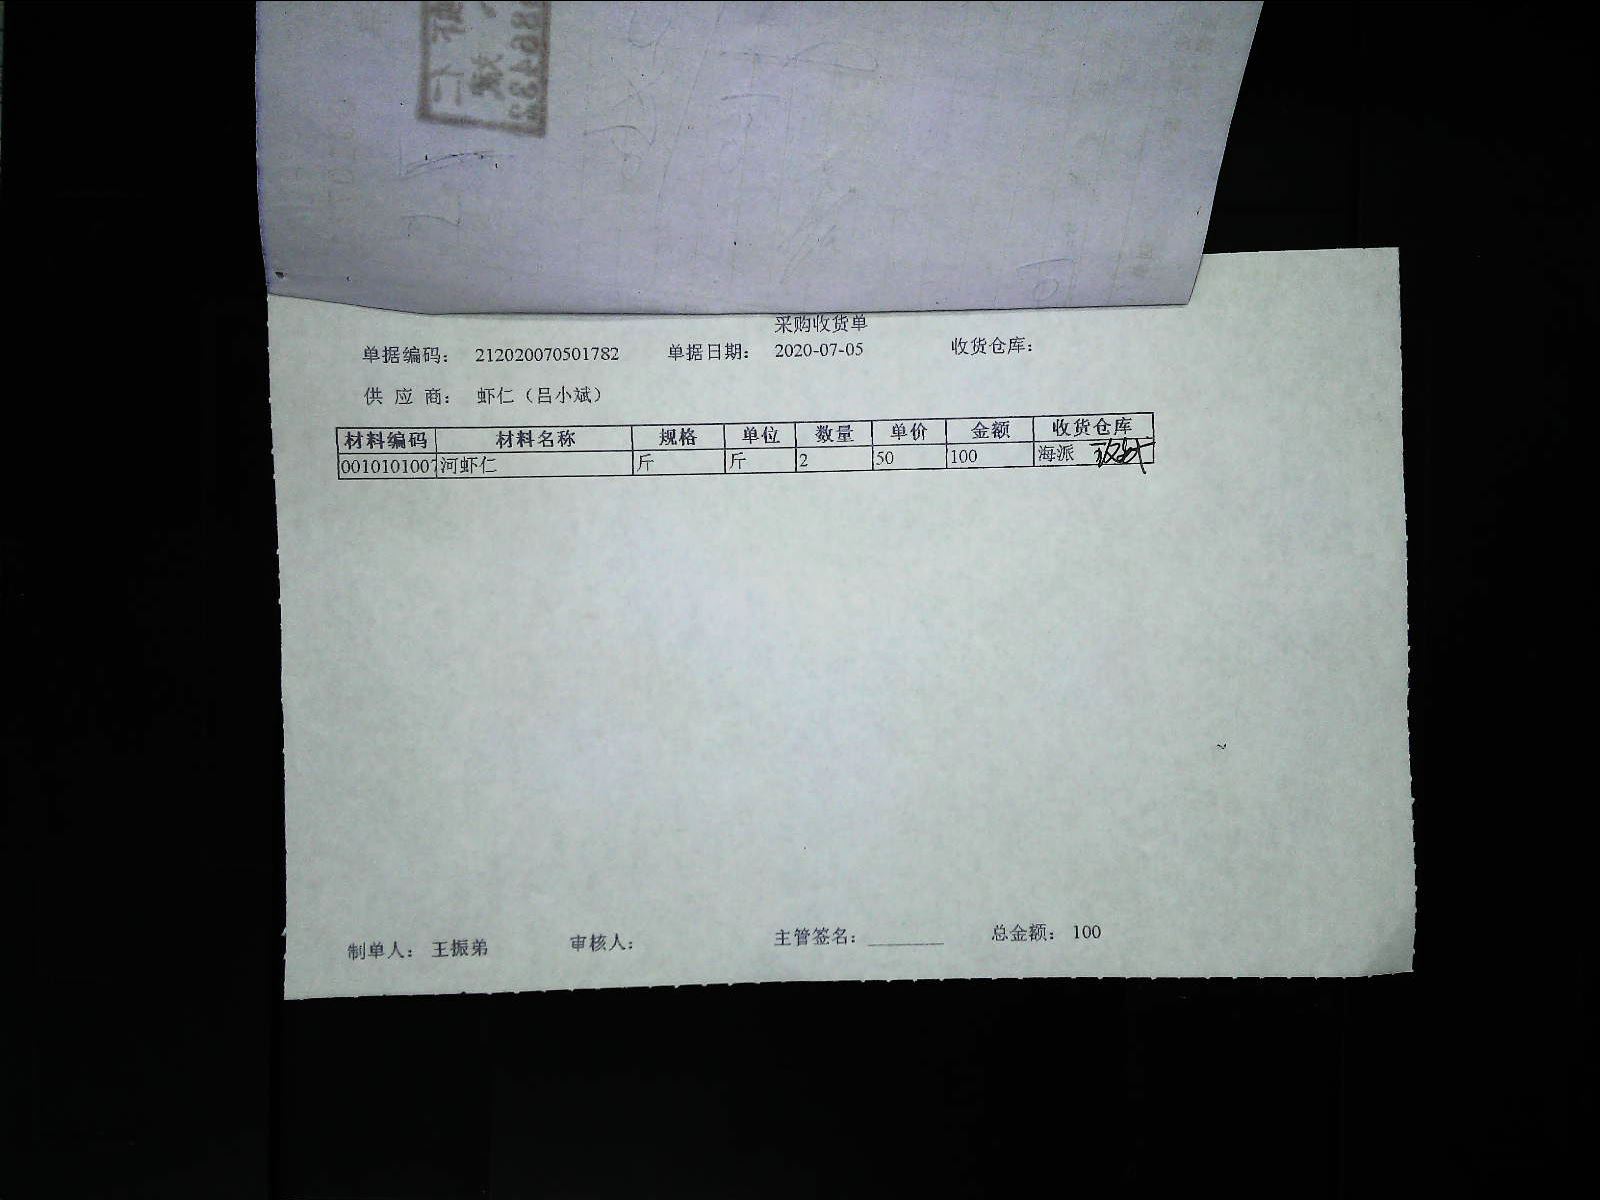 采购收货单
单据编码： 212020070501782 单据日期： 2020-07-05 收货仓库：
供 应 商： 虾仁（吕小斌）
材料编码 材料名称 规格 单位 数量 单价 金额 收货仓库
0010101007 河虾仁 斤 斤 2 50 100 海派
制单人： 王振弟 审核人： 主管签名： ________ 总金额： 100